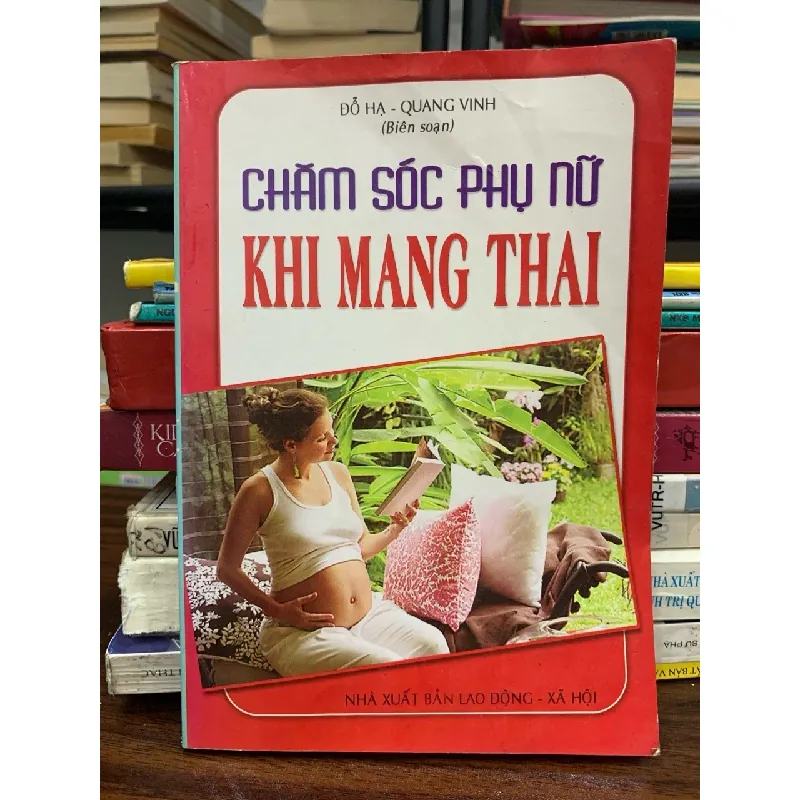 ĐỖ HẠ - QUANG VINH
(Biên soạn)
CHĂM SÓC PHỤ NỮ
KHI MANG THAI
NHÀ XUẤT BẢN LAO ĐỘNG - XÃ HỘI